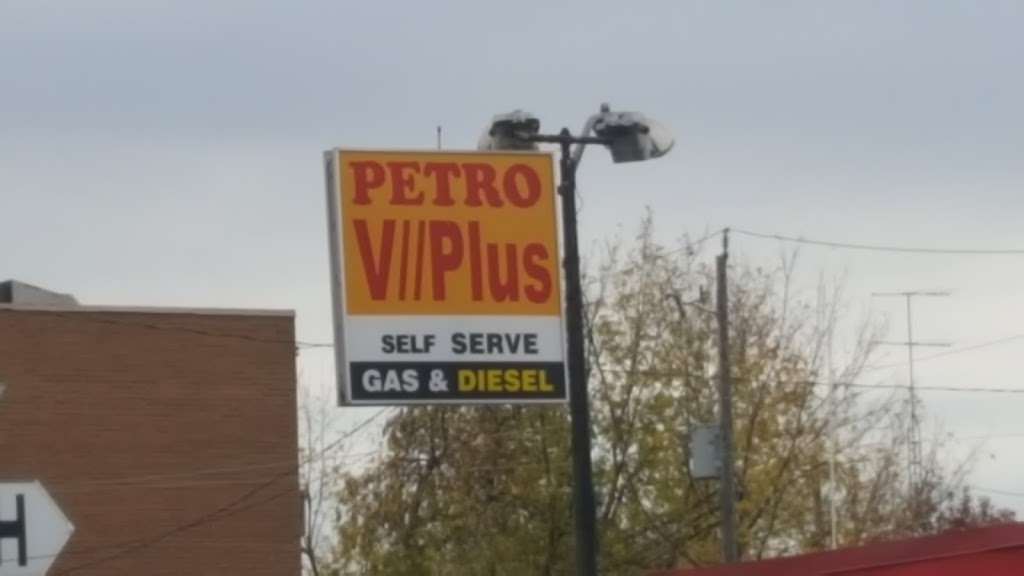 PETRO
V//Plus
SELF SERVE
GAS & DIESEL
H